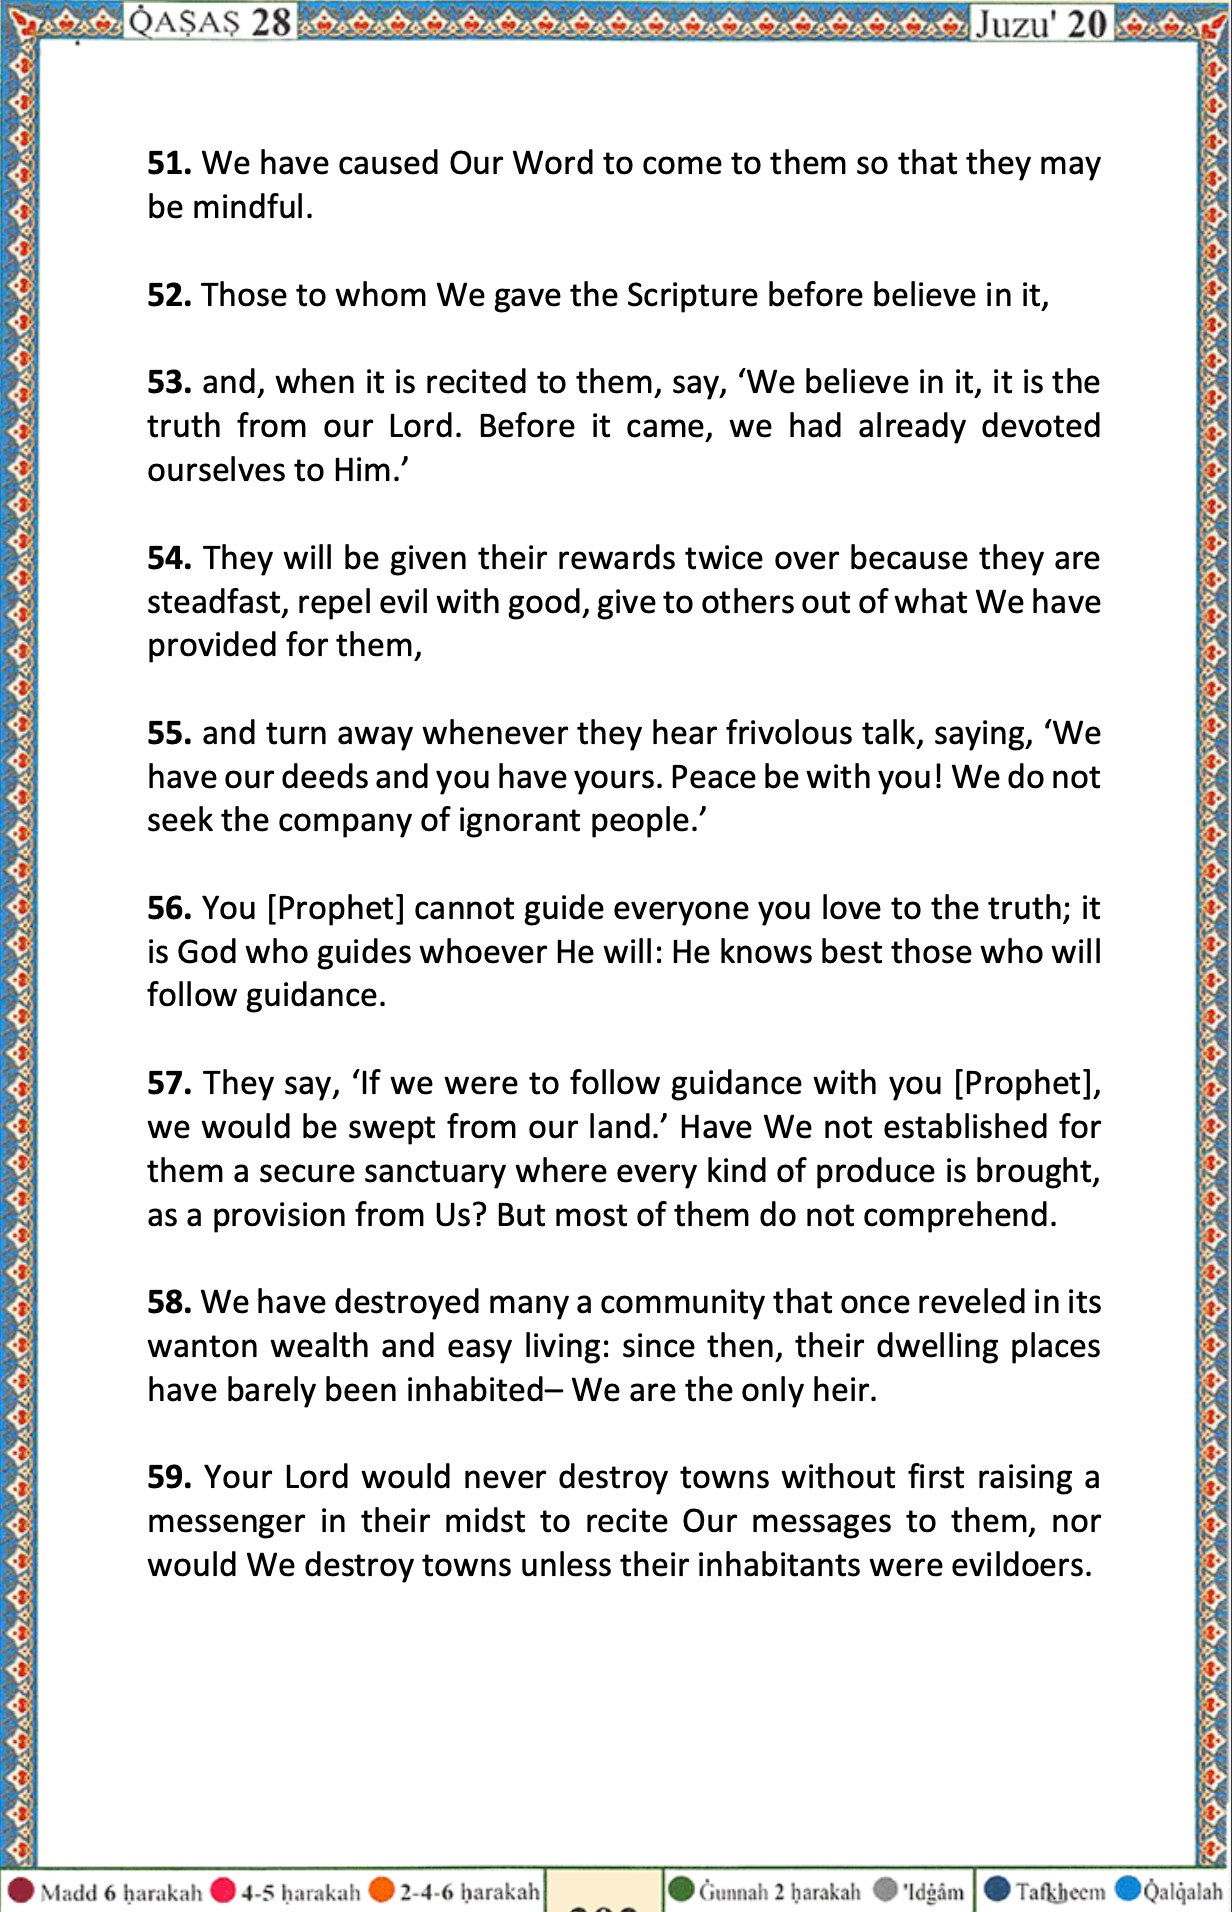 QAṢAṢ 28
Juzu' 20
51. We have caused Our Word to come to them so that they may
be mindful.
52. Those to whom We gave the Scripture before believe in it,
53. and, when it is recited to them, say, ‘We believe in it, it is the
truth from our Lord. Before it came, we had already devoted
ourselves to Him.’
54. They will be given their rewards twice over because they are
steadfast, repel evil with good, give to others out of what We have
provided for them,
55. and turn away whenever they hear frivolous talk, saying, ‘We
have our deeds and you have yours. Peace be with you! We do not
seek the company of ignorant people.’
56. You [Prophet] cannot guide everyone you love to the truth; it
is God who guides whoever He will: He knows best those who will
follow guidance.
57. They say, ‘If we were to follow guidance with you [Prophet],
we would be swept from our land.’ Have We not established for
them a secure sanctuary where every kind of produce is brought,
as a provision from Us? But most of them do not comprehend.
58. We have destroyed many a community that once reveled in its
wanton wealth and easy living: since then, their dwelling places
have barely been inhabited– We are the only heir.
59. Your Lord would never destroy towns without first raising a
messenger in their midst to recite Our messages to them, nor
would We destroy towns unless their inhabitants were evildoers.
Madd 6 ḥarakah 4-5 ḥarakah 2-4-6 ḥarakah
Ġunnah 2 ḥarakah 'Idġâm
Tafkheem Q̇alq̇alah